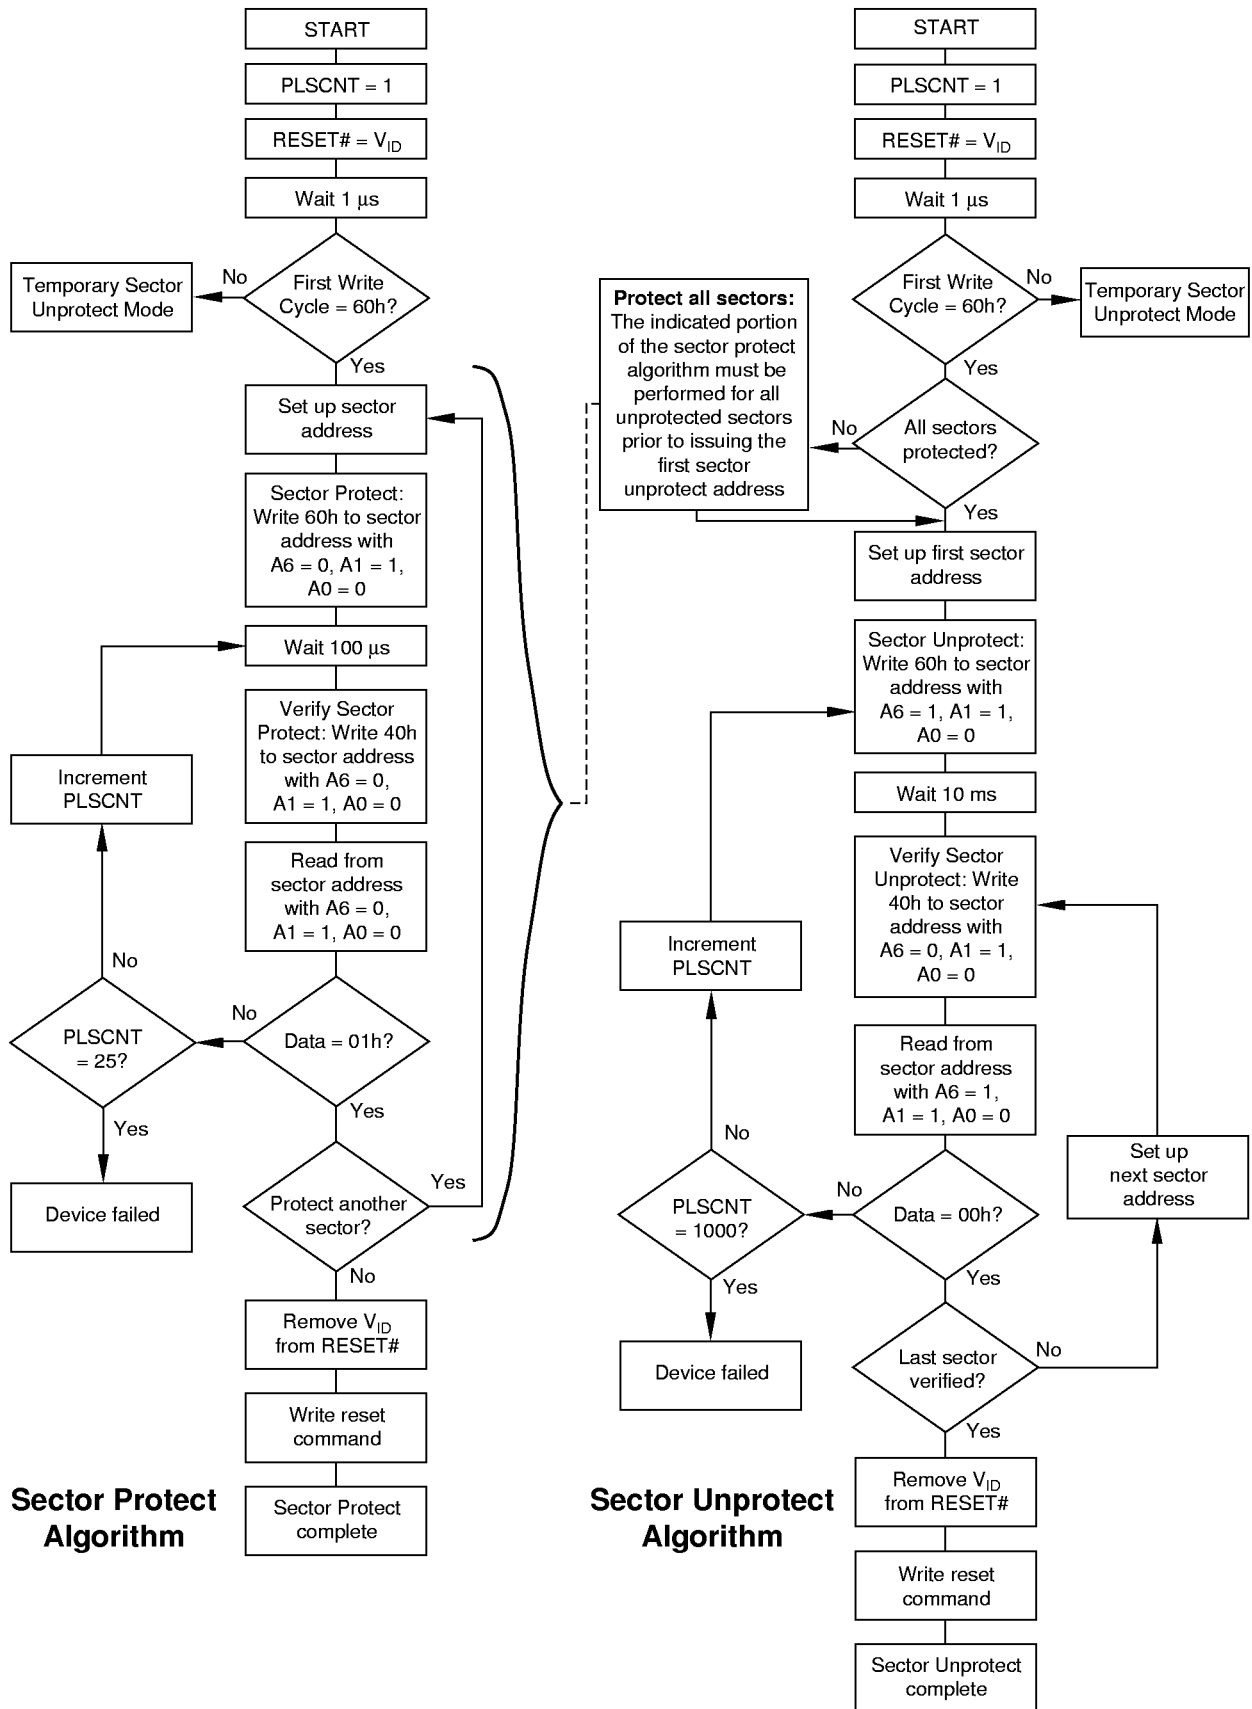 START
PLSCNT = 1
RESET# = VID
Wait 1 μs
First Write
Cycle = 60h?
No
Temporary Sector
Unprotect Mode
Yes
Set up sector
address
Sector Protect:
Write 60h to sector
address with
A6 = 0, A1 = 1,
A0 = 0
Wait 100 μs
Verify Sector
Protect: Write 40h
to sector address
with A6 = 0,
A1 = 1, A0 = 0
Increment
PLSCNT
Read from
sector address
with A6 = 0,
A1 = 1, A0 = 0
No
PLSCNT
= 25?
No
Data = 01h?
Yes
Yes
Device failed
Protect another
sector?
Yes
No
Remove VID
from RESET#
Write reset
command
Sector Protect
complete
Sector Protect
Algorithm
START
PLSCNT = 1
RESET# = VID
Wait 1 μs
First Write
Cycle = 60h?
No
Temporary Sector
Unprotect Mode
Yes
All sectors
protected?
No
Protect all sectors:
The indicated portion
of the sector protect
algorithm must be
performed for all
unprotected sectors
prior to issuing the
first sector
unprotect address
Yes
Set up first sector
address
Sector Unprotect:
Write 60h to sector
address with
A6 = 1, A1 = 1,
A0 = 0
Wait 10 ms
Verify Sector
Unprotect: Write
40h to sector
address with
A6 = 0, A1 = 1,
A0 = 0
Increment
PLSCNT
Read from
sector address
with A6 = 1,
A1 = 1, A0 = 0
No
PLSCNT
= 1000?
No
Data = 00h?
Set up
next sector
address
Yes
Yes
Device failed
Last sector
verified?
No
Yes
Remove VID
from RESET#
Write reset
command
Sector Unprotect
complete
Sector Unprotect
Algorithm